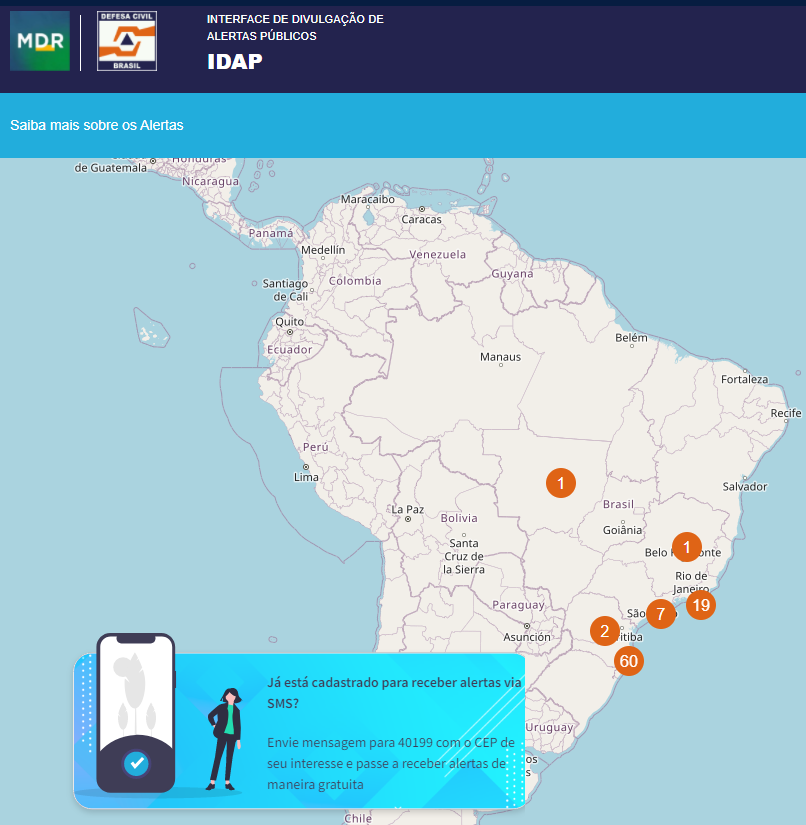 MDR
DEFESA CIVIL
BRASIL
INTERFACE DE DIVULGAÇÃO DE
ALERTAS PÚBLICOS
IDAP
Saiba mais sobre os Alertas
de Guatemala
Honduras
Nicaragua
Maracaibo
Caracas
Panamá
Medellín
Venezuela
Guyana
Santiago
de Cali
Colombia
Quito
Ecuador
Belém
Manaus
Fortaleza
Recife
Perú
Lima
1
Salvador
La Paz
Bolivia
Brasil
Goiânia
Santa
Cruz de
la Sierra
1
Belo
nte
Rio de
Janeiro
Paraguay
São
o
7
19
Asunción
2
itiba
60
Já está cadastrado para receber alertas via
SMS?
Envie mensagem para 40199 com o CEP de
seu interesse e passe a receber alertas de
maneira gratuita
Uruguay
os
s
Chile